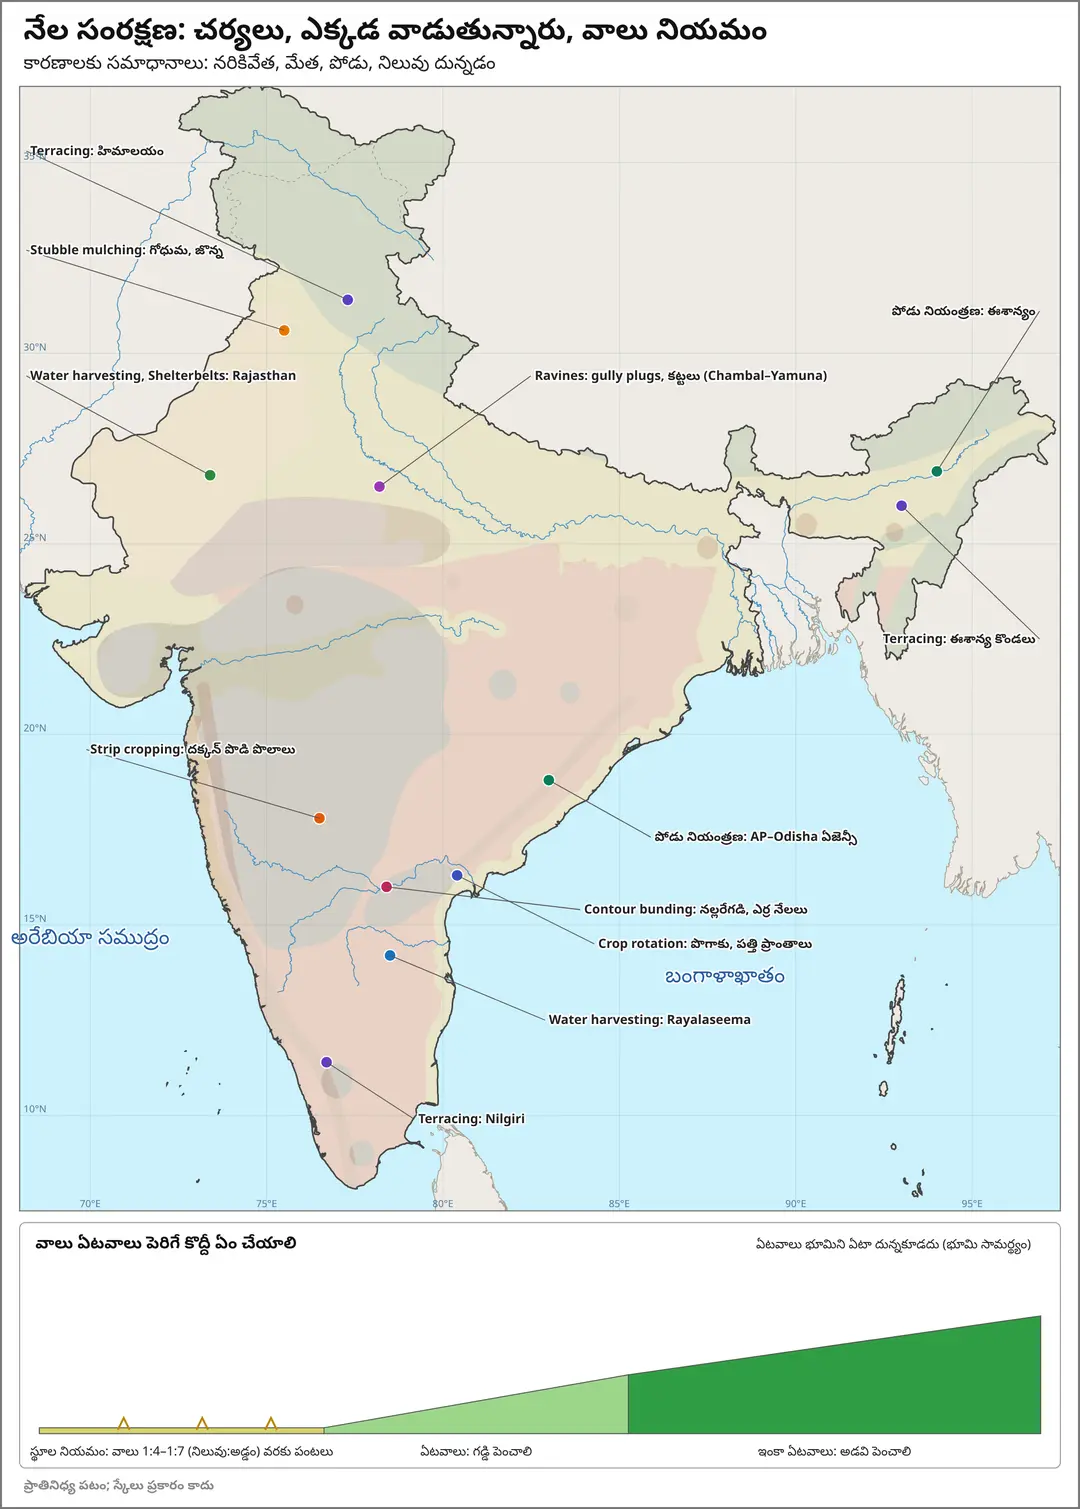 నేల సంరక్షణ: చర్యలు, ఎక్కడ వాడుతున్నారు, వాలు నియమం
కారణాలకు సమాధానాలు: నరికివేత, మేత, పోడు, నిలువు దున్నడం
Terracing: హిమాలయం
35°N
Stubble mulching: గోధుమ, జొన్న
పోడు నియంత్రణ: ఈశాన్యం
30°N
Water harvesting, Shelterbelts: Rajasthan
Ravines: gully plugs, కట్టలు (Chambal–Yamuna)
25°N
Terracing: ఈశాన్య కొండలు
20°N
Strip cropping: దక్కన్ పొడి పొలాలు
పోడు నియంత్రణ: AP–Odisha ఏజెన్సీ
Contour bunding: నల్లరేగడి, ఎర్ర నేలలు
15°N
అరేబియా సముద్రం
Crop rotation: పొగాకు, పత్తి ప్రాంతాలు
బంగాళాఖాతం
Water harvesting: Rayalaseema
10°N
Terracing: Nilgiri
70°E 75°E 80°E 85°E 90°E 95°E
వాలు ఏటవాలు పెరిగే కొద్దీ ఏం చేయాలి
ఏటవాలు భూమిని ఏటా దున్నకూడదు (భూమి సామర్థ్యం)
స్థూల నియమం: వాలు 1:4–1:7 (నిలువు:అడ్డం) వరకు పంటలు
ఏటవాలు: గడ్డి పెంచాలి
ఇంకా ఏటవాలు: అడవి పెంచాలి
ప్రాతినిధ్య పటం; స్కేలు ప్రకారం కాదు